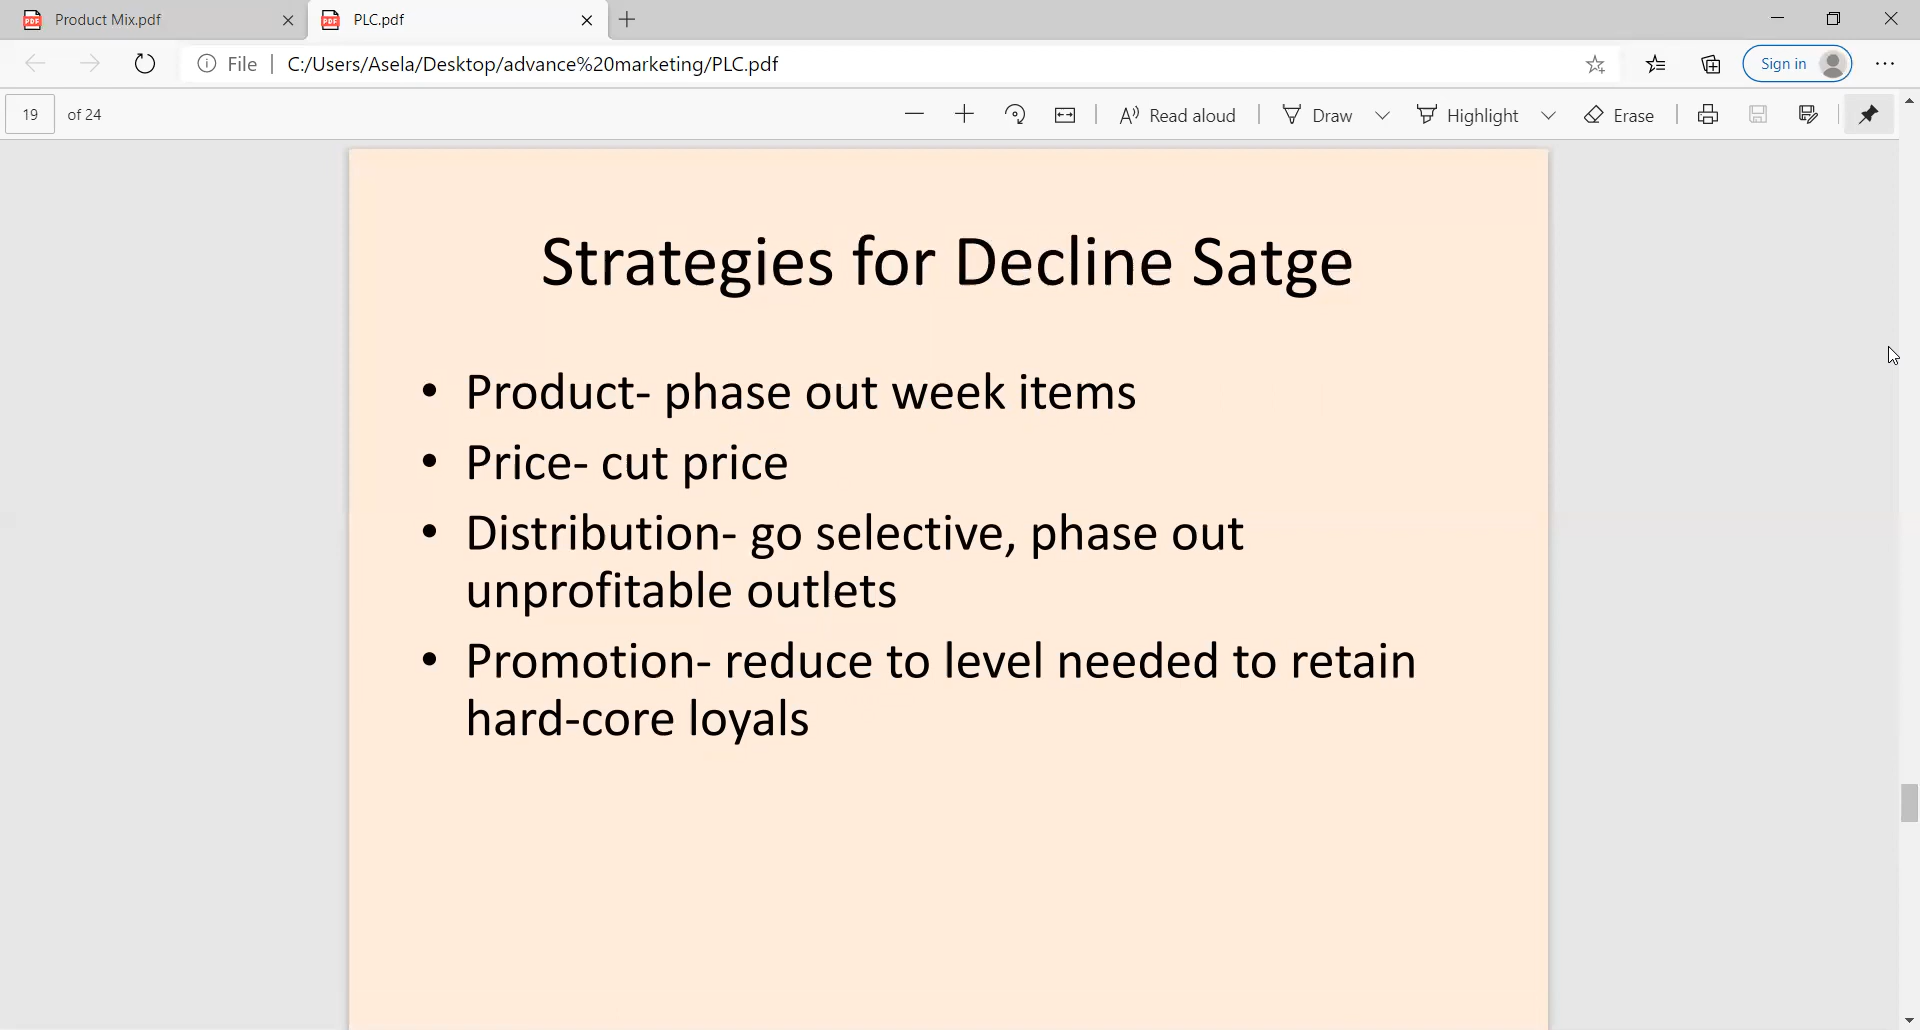 Product Mix.pdf
PLC.pdf
File
C:/Users/Asela/Desktop/advance%20marketing/PLC.pdf
Sign in
19 of 24
Read aloud
Draw
Highlight
Erase
Strategies for Decline Satge
• Product- phase out week items
• Price- cut price
• Distribution- go selective, phase out
unprofitable outlets
• Promotion- reduce to level needed to retain
hard-core loyals